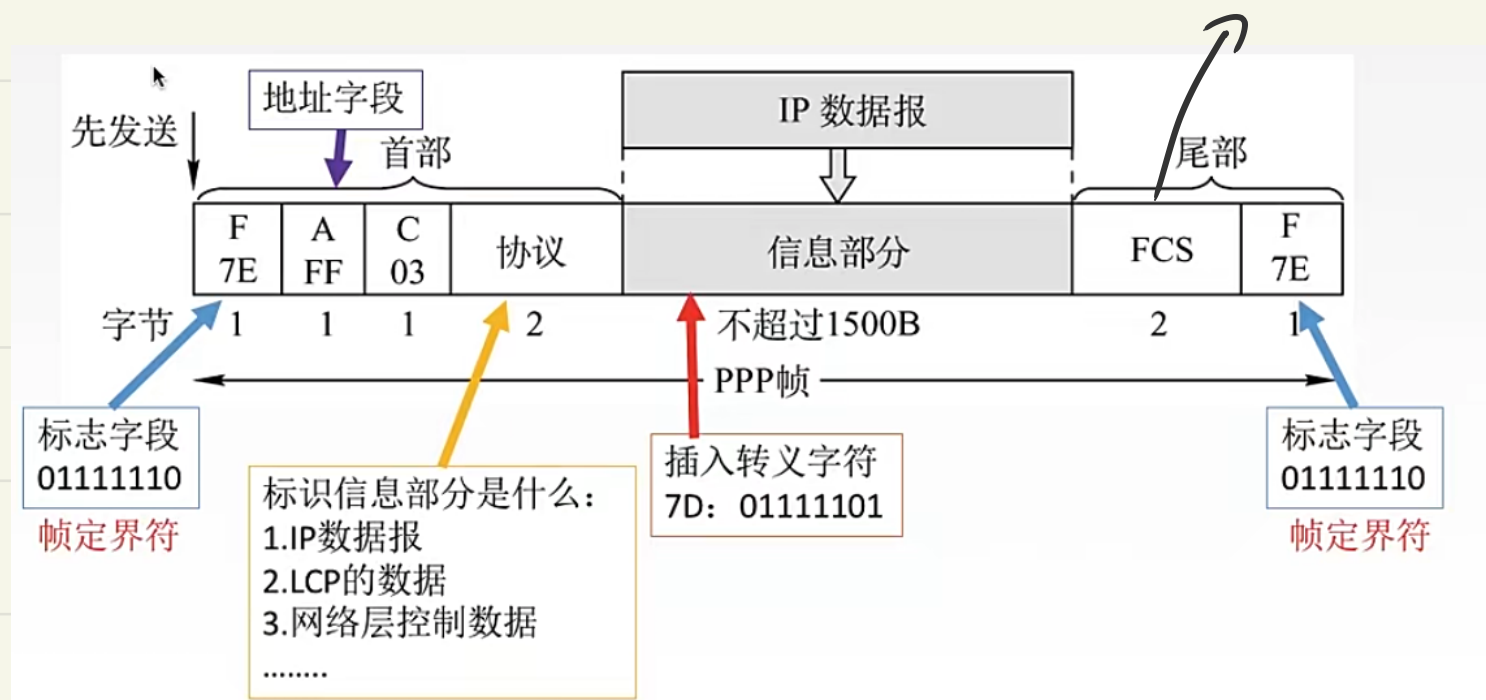 地址字段
IP 数据报
先发送
首部
尾部
F
7E
A
FF
C
03
协议
信息部分
FCS
F
7E
字节
1
1
1
2
不超过1500B
2
1
PPP帧
标志字段
01111110
帧定界符
标识信息部分是什么：
1.IP数据报
2.LCP的数据
3.网络层控制数据
........
插入转义字符
7D：01111101
标志字段
01111110
帧定界符